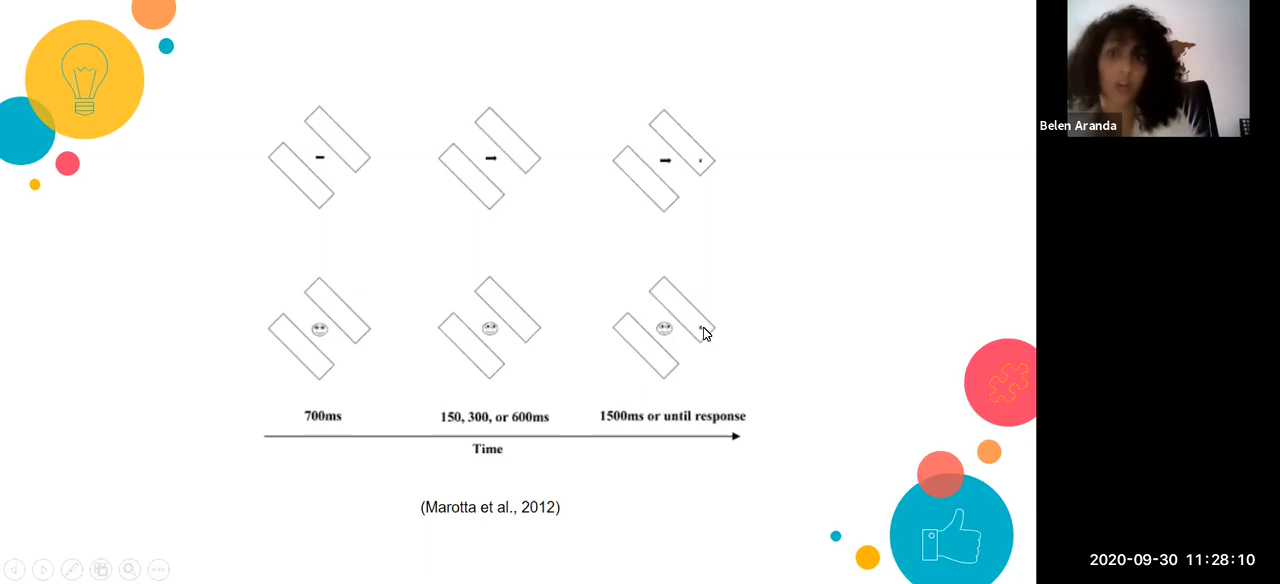 Belen Aranda
700ms
150, 300, or 600ms
1500ms or until response
Time
(Marotta et al., 2012)
2020-09-30 11:28:10